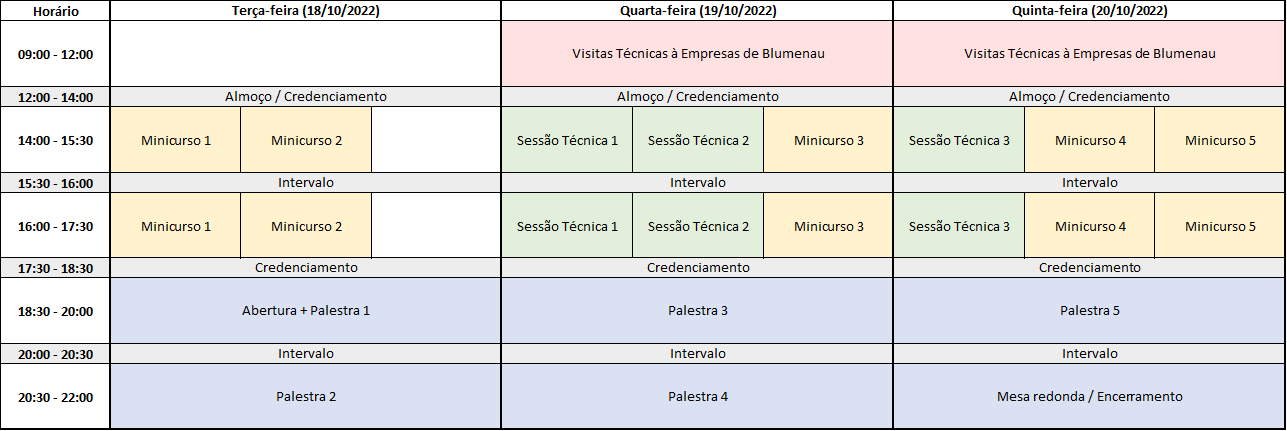 Horário Terça-feira (18/10/2022) Quarta-feira (19/10/2022) Quinta-feira (20/10/2022)
09:00 - 12:00 Visitas Técnicas à Empresas de Blumenau Visitas Técnicas à Empresas de Blumenau
12:00 - 14:00 Almoço / Credenciamento Almoço / Credenciamento Almoço / Credenciamento
14:00 - 15:30 Minicurso 1 Minicurso 2 Sessão Técnica 1 Sessão Técnica 2 Minicurso 3 Sessão Técnica 3 Minicurso 4 Minicurso 5
15:30 - 16:00 Intervalo Intervalo Intervalo
16:00 - 17:30 Minicurso 1 Minicurso 2 Sessão Técnica 1 Sessão Técnica 2 Minicurso 3 Sessão Técnica 3 Minicurso 4 Minicurso 5
17:30 - 18:30 Credenciamento Credenciamento Credenciamento
18:30 - 20:00 Abertura + Palestra 1 Palestra 3 Palestra 5
20:00 - 20:30 Intervalo Intervalo Intervalo
20:30 - 22:00 Palestra 2 Palestra 4 Mesa redonda / Encerramento